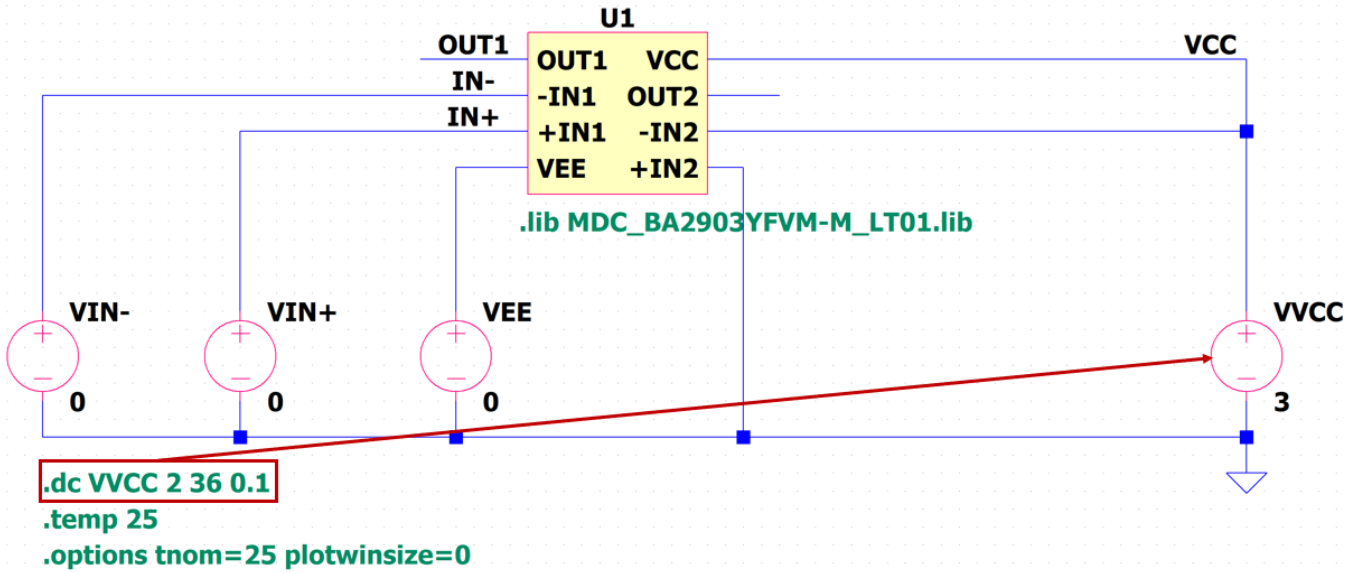 U1
OUT1 OUT1 VCC VCC
IN- -IN1 OUT2
IN+ +IN1 -IN2
VEE +IN2
.lib MDC_BA2903YFVM-M_LT01.lib
VIN- VIN+ VEE VVCC
+ + + +
0 0 0 3
.dc VVCC 2 36 0.1
.temp 25
.options tnom=25 plotwinsize=0